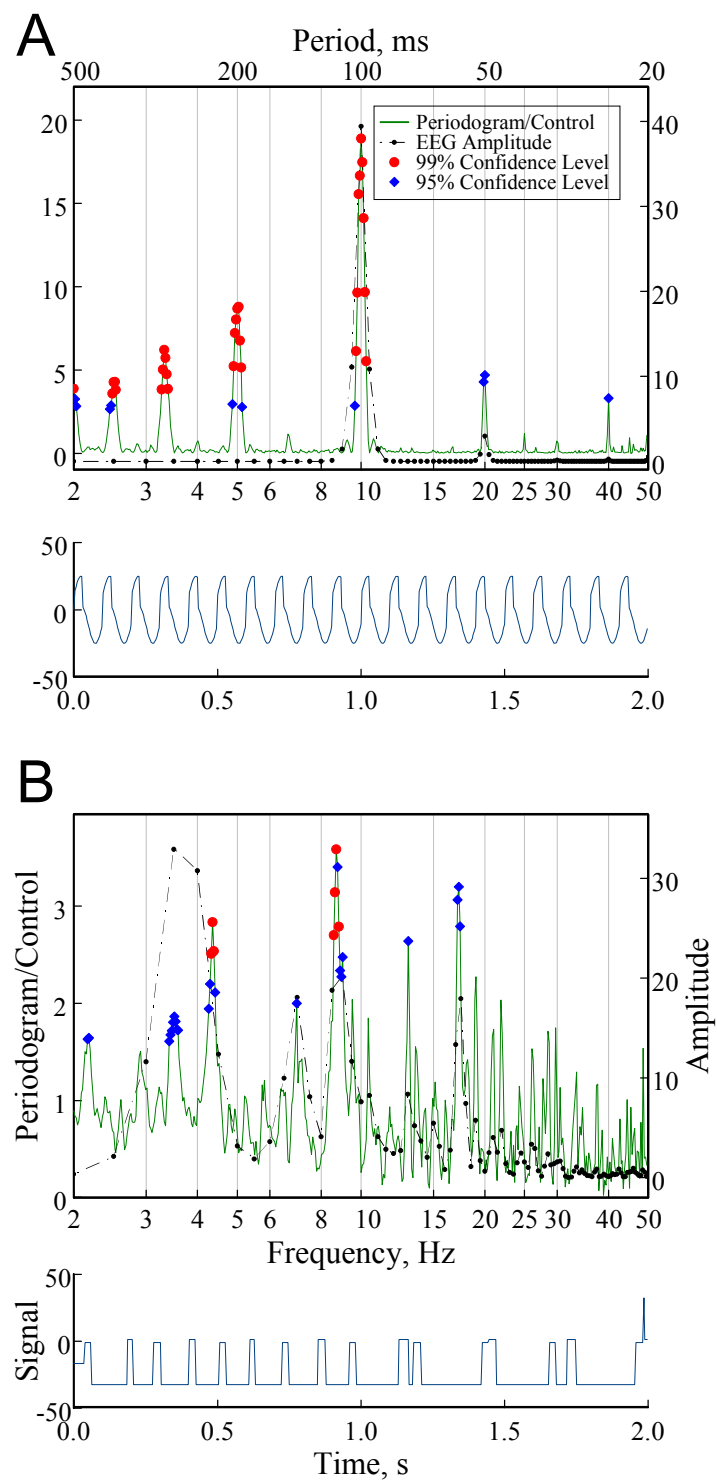 A
Period, ms
500 200 100 50 20
Periodogram/Control
EEG Amplitude
99% Confidence Level
95% Confidence Level
20
15
10
5
0
40
30
20
10
0
2 3 4 5 6 8 10 15 20 25 30 40 50
50
0
-50
0.0 0.5 1.0 1.5 2.0
B
Periodogram/Control
3
2
1
0
30
20
10
0
Amplitude
2 3 4 5 6 8 10 15 20 25 30 40 50
Frequency, Hz
Signal
50
0
-50
0.0 0.5 1.0 1.5 2.0
Time, s